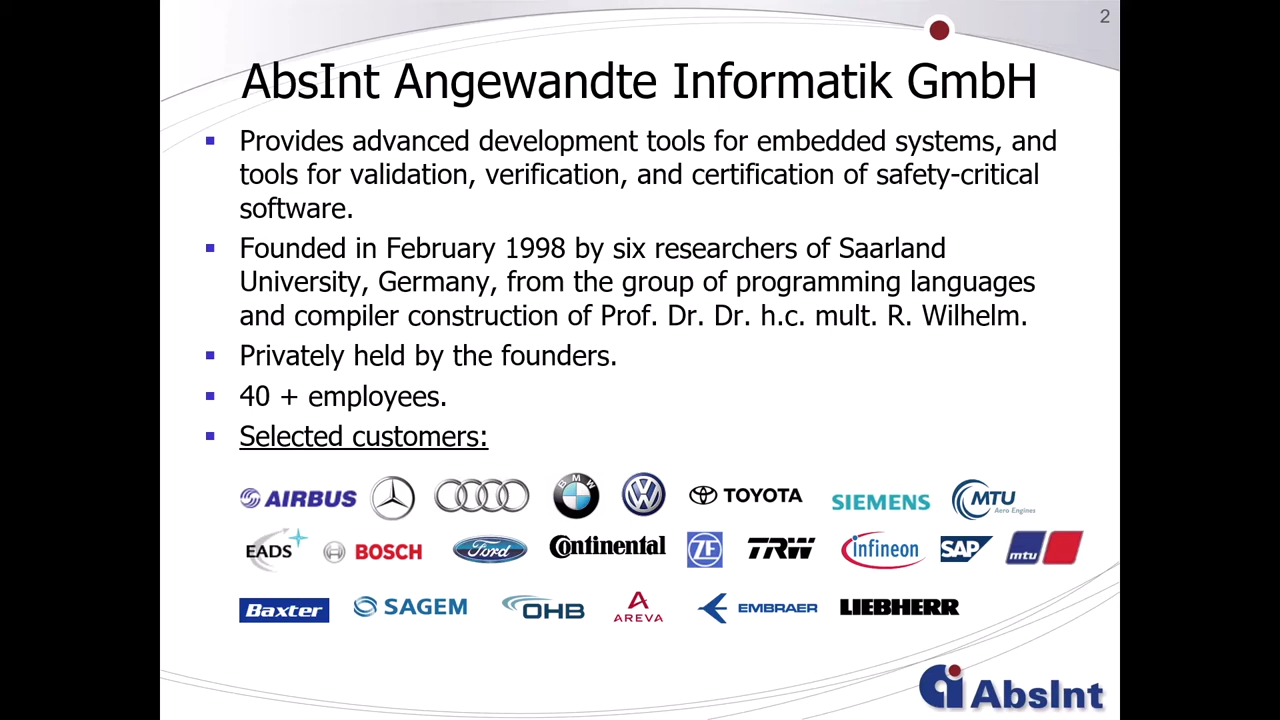 2
AbsInt Angewandte Informatik GmbH
Provides advanced development tools for embedded systems, and
tools for validation, verification, and certification of safety-critical
software.
Founded in February 1998 by six researchers of Saarland
University, Germany, from the group of programming languages
and compiler construction of Prof. Dr. Dr. h.c. mult. R. Wilhelm.
Privately held by the founders.
40 + employees.
Selected customers:
AIRBUS BMW VW TOYOTA SIEMENS MTU Aero Engines
EADS BOSCH Ford Continental ZF TRW infineon SAP mtu
Baxter SAGEM OHB AREVA EMBRAER LIEBHERR
AbsInt